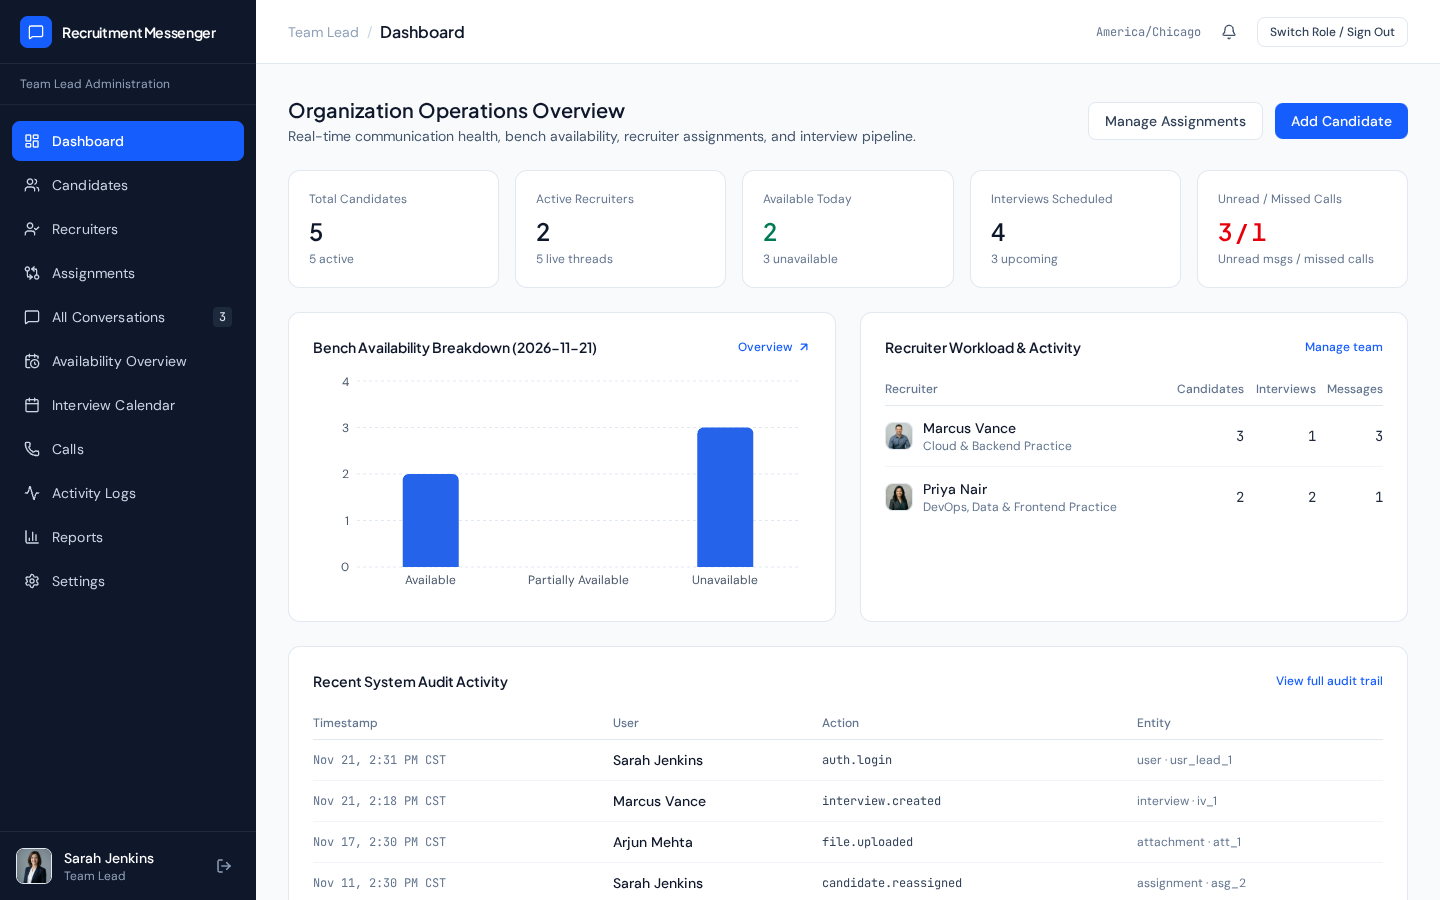 Recruitment Messenger
Team Lead / Dashboard
America/Chicago
Switch Role / Sign Out
Team Lead Administration
Dashboard
Candidates
Recruiters
Assignments
All Conversations 3
Availability Overview
Interview Calendar
Calls
Activity Logs
Reports
Settings
Sarah Jenkins
Team Lead
Organization Operations Overview
Real-time communication health, bench availability, recruiter assignments, and interview pipeline.
Manage Assignments
Add Candidate
Total Candidates
5
5 active
Active Recruiters
2
5 live threads
Available Today
2
3 unavailable
Interviews Scheduled
4
3 upcoming
Unread / Missed Calls
3/1
Unread msgs / missed calls
Bench Availability Breakdown (2026-11-21)
Overview
4
3
2
1
0
Available Partially Available Unavailable
Recruiter Workload & Activity
Manage team
Recruiter Candidates Interviews Messages
Marcus Vance
Cloud & Backend Practice
3 1 3
Priya Nair
DevOps, Data & Frontend Practice
2 2 1
Recent System Audit Activity
View full audit trail
Timestamp User Action Entity
Nov 21, 2:31 PM CST Sarah Jenkins auth.login user · usr_lead_1
Nov 21, 2:18 PM CST Marcus Vance interview.created interview · iv_1
Nov 17, 2:30 PM CST Arjun Mehta file.uploaded attachment · att_1
Nov 11, 2:30 PM CST Sarah Jenkins candidate.reassigned assignment · asg_2